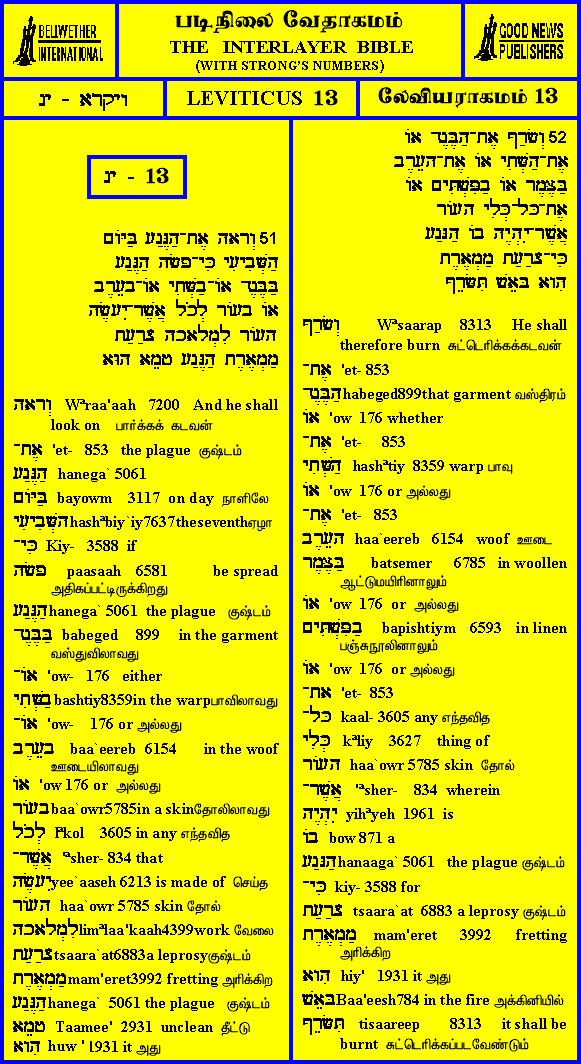 BELLWETHER
INTERNATIONAL
படிநிலை வேதாகமம்
THE INTERLAYER BIBLE
(WITH STRONG'S NUMBERS)
GOOD NEWS
PUBLISHERS
ויקרא - יג
LEVITICUS 13
லேவியராகமம் 13
יג - 13
51 וְרָאָה אֶת־הַנֶּגַע בַּיּוֹם
הַשְּׁבִיעִי כִּי־פָשָׂה הַנֶּגַע
בַּבֶּגֶד אוֹ־בַשְּׁתִי אוֹ־בָעֵרֶב
אוֹ בָעוֹר לְכֹל אֲשֶׁר־יֵעָשֶׂה
הָעוֹר לִמְלָאכָה צָרַעַת
מַמְאֶרֶת הַנֶּגַע טָמֵא הוּא
וְרָאָה Wªraa'aah 7200 And he shall
look on பார்க்கக் கடவன்
אֶת־ 'et- 853 the plague குஷ்டம்
הַנֶּגַע hanega` 5061
בַּיּוֹם bayowm 3117 on day நாளிலே
הַשְּׁבִיעִי hashªbiy`iy7637theseventhஏழா
כִּי־ Kiy- 3588 if
פָשָׂה paasaah 6581 be spread
அதிகப்பட்டிருக்கிறது
הַנֶּגַע hanega` 5061 the plague குஷ்டம்
בַּבֶּגֶד־ babeged 899 in the garment
வஸ்துவிலாவது
אוֹ־ 'ow- 176 either
בַשְּׁתִי bashtiy8359in the warpபாவிலாவது
אוֹ־ 'ow- 176 or அல்லது
בָעֵרֶב baa`eereb 6154 in the woof
ஊடையிலாவது
אוֹ 'ow 176 or அல்லது
בָעוֹר baa`owr5785in a skinதோலிலாவது
לְכֹל lªkol 3605 in any எந்தவித
אֲשֶׁר־ 'ªsher- 834 that
יֵעָשֶׂה yee`aaseh 6213 is made of செய்த
הָעוֹר haa`owr 5785 skin தோல்
לִמְלָאכָה limªlaa'kaah4399work வேலை
צָרַעַת tsaara`at6883a leprosyகுஷ்டம்
מַמְאֶרֶת mam'eret3992 fretting அரிக்கிற
הַנֶּגַע hanega` 5061 the plague குஷ்டம்
טָמֵא Taamee' 2931 unclean தீட்டு
הוּא huw' 1931 it அது
52 וְשָׂרַף אֶת־הַבֶּגֶד אוֹ
אֶת־הַשְּׁתִי אוֹ אֶת־הָעֵרֶב
בַּצֶּמֶר אוֹ בַפִּשְׁתִּים אוֹ
אֶת־כָּל־כְּלִי הָעוֹר
אֲשֶׁר־יִהְיֶה בוֹ הַנָּגַע
כִּי־צָרַעַת מַמְאֶרֶת
הִוא בָּאֵשׁ תִּשָּׂרֵף
וְשָׂרַף Wªsaarap 8313 He shall
therefore burn சுட்டெரிக்கக்கடவன்
אֶת־ 'et- 853
הַבֶּגֶד habeged899that garment வஸ்திரம்
אוֹ 'ow 176 whether
אֶת־ 'et- 853
הַשְּׁתִי hashªtiy 8359 warp பாவு
אוֹ 'ow 176 or அல்லது
אֶת־ 'et- 853
הָעֵרֶב haa`eereb 6154 woof ஊடை
בַּצֶּמֶר batsemer 6785 in woollen
ஆட்டுமயிரினாலும்
אוֹ 'ow 176 or அல்லது
בַפִּשְׁתִּים bapishtiym 6593 in linen
பஞ்சுநூலினாலும்
אוֹ 'ow 176 or அல்லது
אֶת־ 'et- 853
כָּל־ kaal- 3605 any எந்தவித
כְּלִי kªliy 3627 thing of
הָעוֹר haa`owr 5785 skin தோல்
אֲשֶׁר־ 'ªsher- 834 wherein
יִהְיֶה yihªyeh 1961 is
בוֹ bow 871 a
הַנָּגַע hanaaga` 5061 the plague குஷ்டம்
כִּי־ kiy- 3588 for
צָרַעַת tsaara`at 6883 a leprosy குஷ்டம்
מַמְאֶרֶת mam'eret 3992 fretting
அரிக்கிற
הִוא hiy' 1931 it அது
בָּאֵשׁ Baa'eesh784 in the fire அக்கினியில்
תִּשָּׂרֵף tisaareep 8313 it shall be
burnt சுட்டெரிக்கப்படவேண்டும்